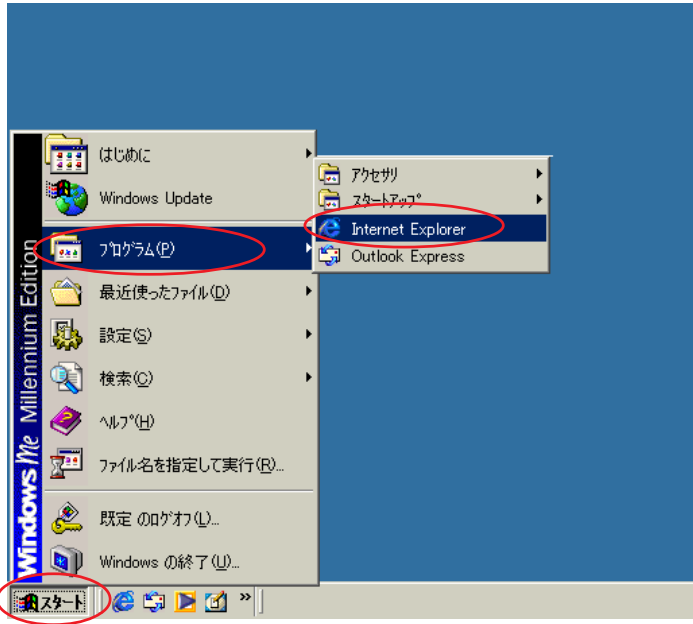 はじめに
Windows Update
プログラム(P)
最近使ったファイル(D)
設定(S)
検索(C)
ヘルプ(H)
ファイル名を指定して実行(R)...
既定 のログオフ(L)...
Windows の終了(U)...
Windows Me Millennium Edition
アクセサリ
スタートアップ
Internet Explorer
Outlook Express
スタート
»